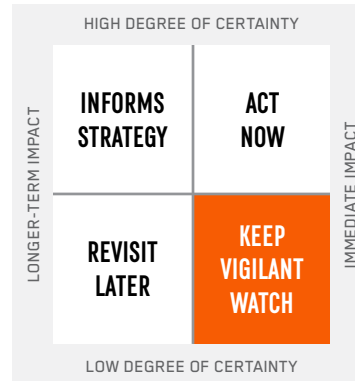 HIGH DEGREE OF CERTAINTY
LONGER-TERM IMPACT
INFORMS
STRATEGY
ACT
NOW
IMMEDIATE IMPACT
REVISIT
LATER
KEEP
VIGILANT
WATCH
LOW DEGREE OF CERTAINTY